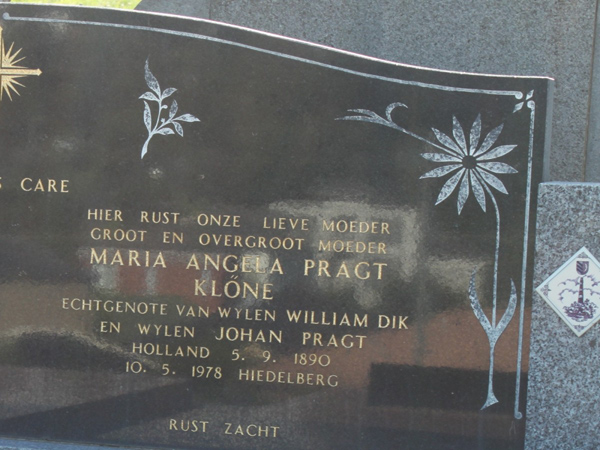 S CARE
HIER RUST ONZE LIEVE MOEDER
GROOT EN OVERGROOT MOEDER
MARIA ANGELA PRAGT
KLŐNE
ECHTGENOTE VAN WYLEN WILLIAM DIK
EN WYLEN JOHAN PRAGT
HOLLAND 5. 9. 1890
10. 5. 1978 HIEDELBERG
RUST ZACHT